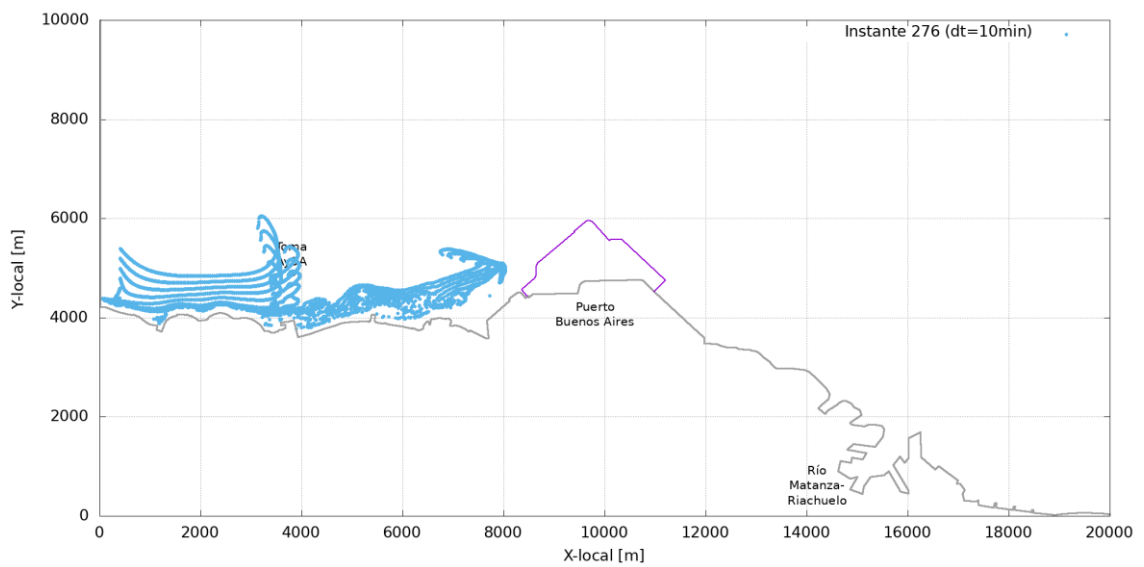 Instante 276 (dt=10min)
10000
8000
6000
4000
2000
0
Y-local [m]
Toma
AySA
Puerto
Buenos Aires
Río
Matanza-
Riachuelo
0 2000 4000 6000 8000 10000 12000 14000 16000 18000 20000
X-local [m]